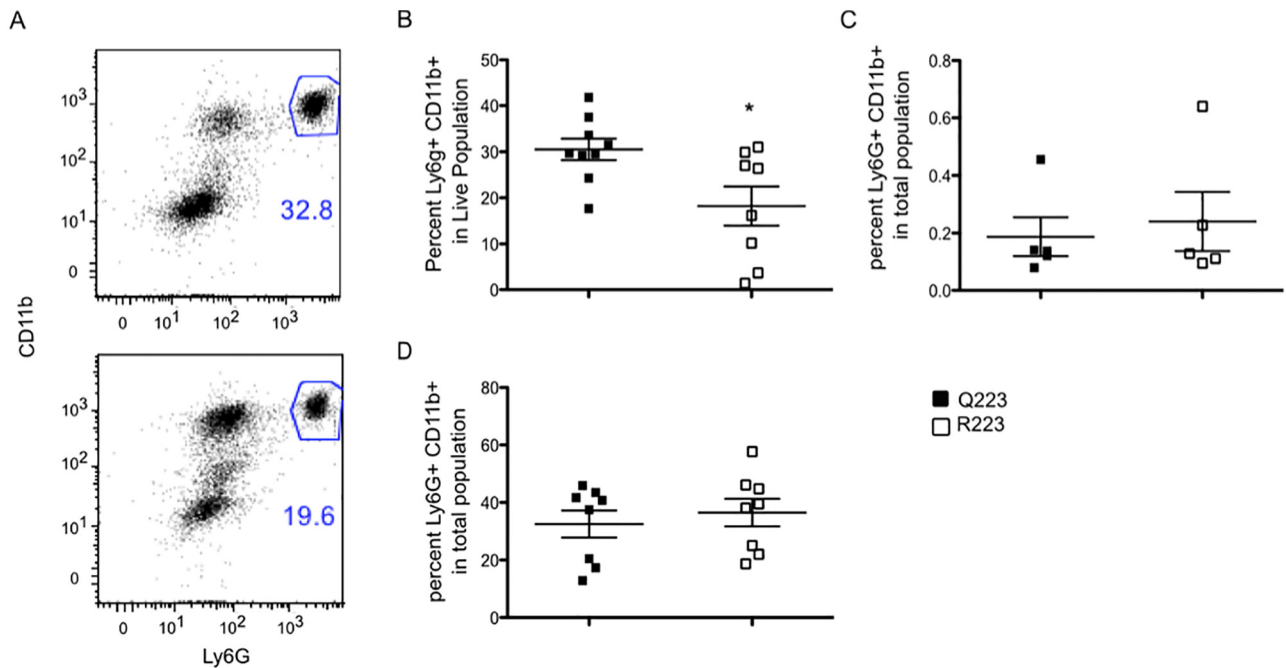 A
CD11b
10³
10²
10¹
0
32.8
0 10¹ 10² 10³
10³
10²
10¹
0
19.6
0 10¹ 10² 10³
Ly6G
B
Percent Ly6g+ CD11b+
in Live Population
50
40
30
20
10
0
*
C
percent Ly6G+ CD11b+
in total population
0.8
0.6
0.4
0.2
0.0
D
percent Ly6G+ CD11b+
in total population
80
60
40
20
0
Q223
R223